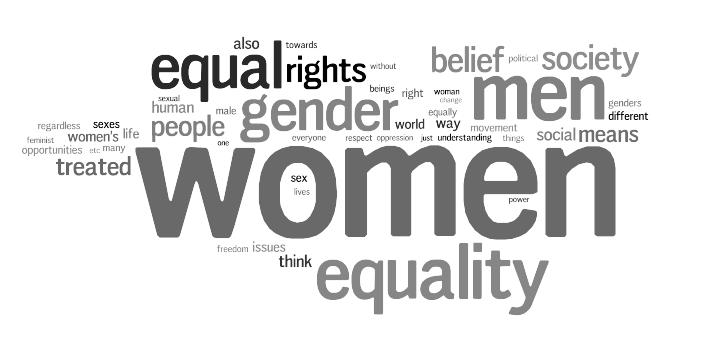 also towards
equal rights without belief political society
sexual beings right woman men
human male gender change genders
people equally different
regardless sexes world way movement
feminist women's life one everyone respect oppression just understanding things social means
opportunities etc many
treated women
sex
lives
power
freedom issues
think equality